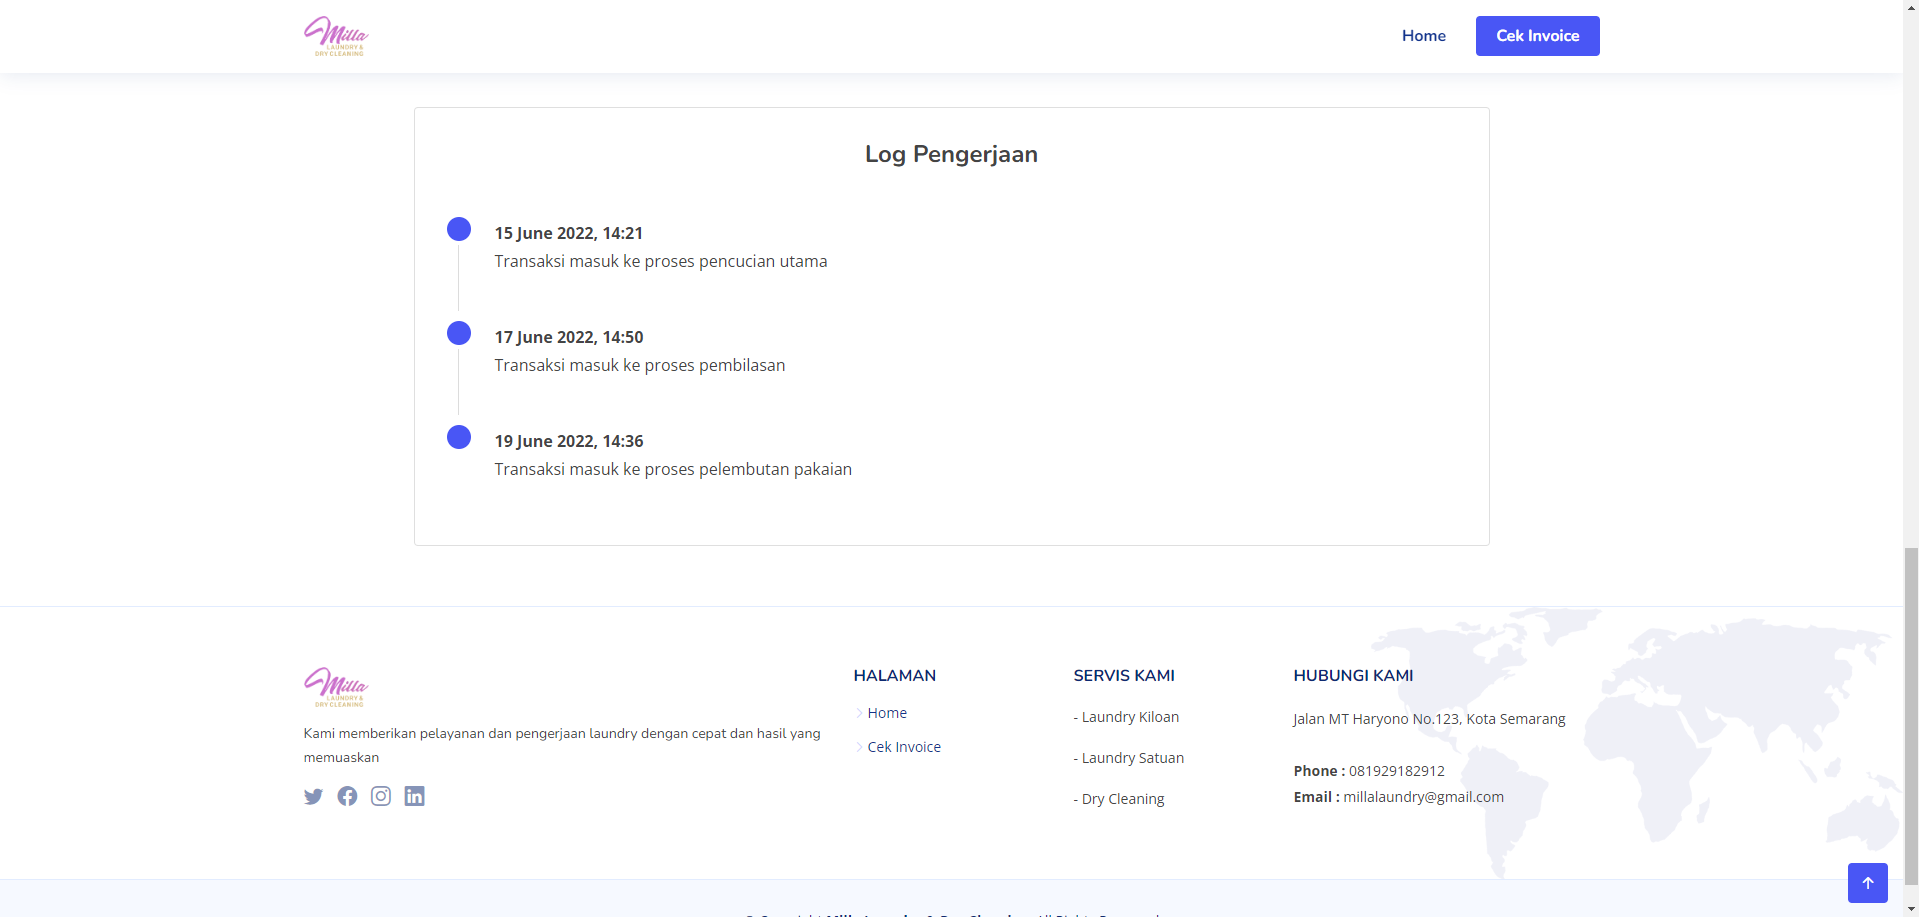 Milla
LAUNDRY &
DRY CLEANING
Home
Cek Invoice
Log Pengerjaan
15 June 2022, 14:21
Transaksi masuk ke proses pencucian utama
17 June 2022, 14:50
Transaksi masuk ke proses pembilasan
19 June 2022, 14:36
Transaksi masuk ke proses pelembutan pakaian
Milla
LAUNDRY &
DRY CLEANING
Kami memberikan pelayanan dan pengerjaan laundry dengan cepat dan hasil yang
memuaskan
HALAMAN
Home
Cek Invoice
SERVIS KAMI
- Laundry Kiloan
- Laundry Satuan
- Dry Cleaning
HUBUNGI KAMI
Jalan MT Haryono No.123, Kota Semarang
Phone : 081929182912
Email : millalaundry@gmail.com